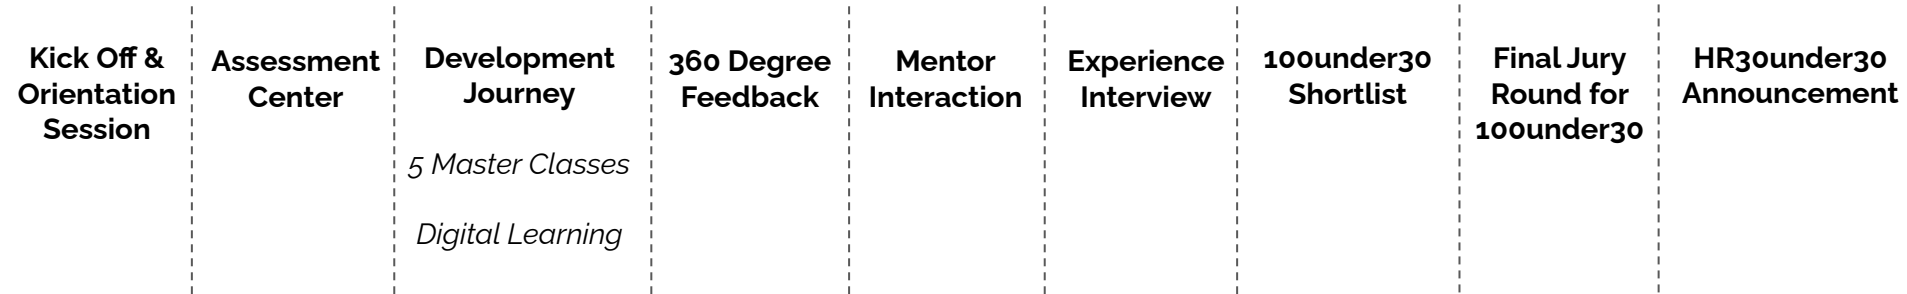 Kick Off &
Orientation
Session
Assessment
Center
Development
Journey
5 Master Classes
Digital Learning
360 Degree
Feedback
Mentor
Interaction
Experience
Interview
100under30
Shortlist
Final Jury
Round for
100under30
HR30under30
Announcement